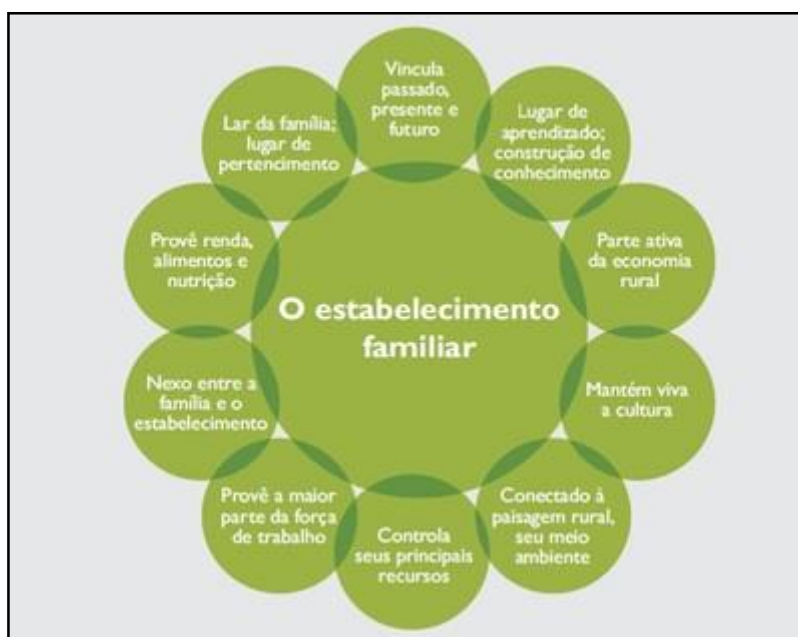 O estabelecimento
familiar
Vincula
passado,
presente e
futuro
Lugar de
aprendizado;
construção de
conhecimento
Parte ativa
da economia
rural
Mantém viva
a cultura
Conectado à
paisagem rural,
seu meio
ambiente
Controla
seus principais
recursos
Provê a maior
parte da força
de trabalho
Nexo entre a
família e o
estabelecimento
Provê renda,
alimentos e
nutrição
Lar da família;
lugar de
pertencimento